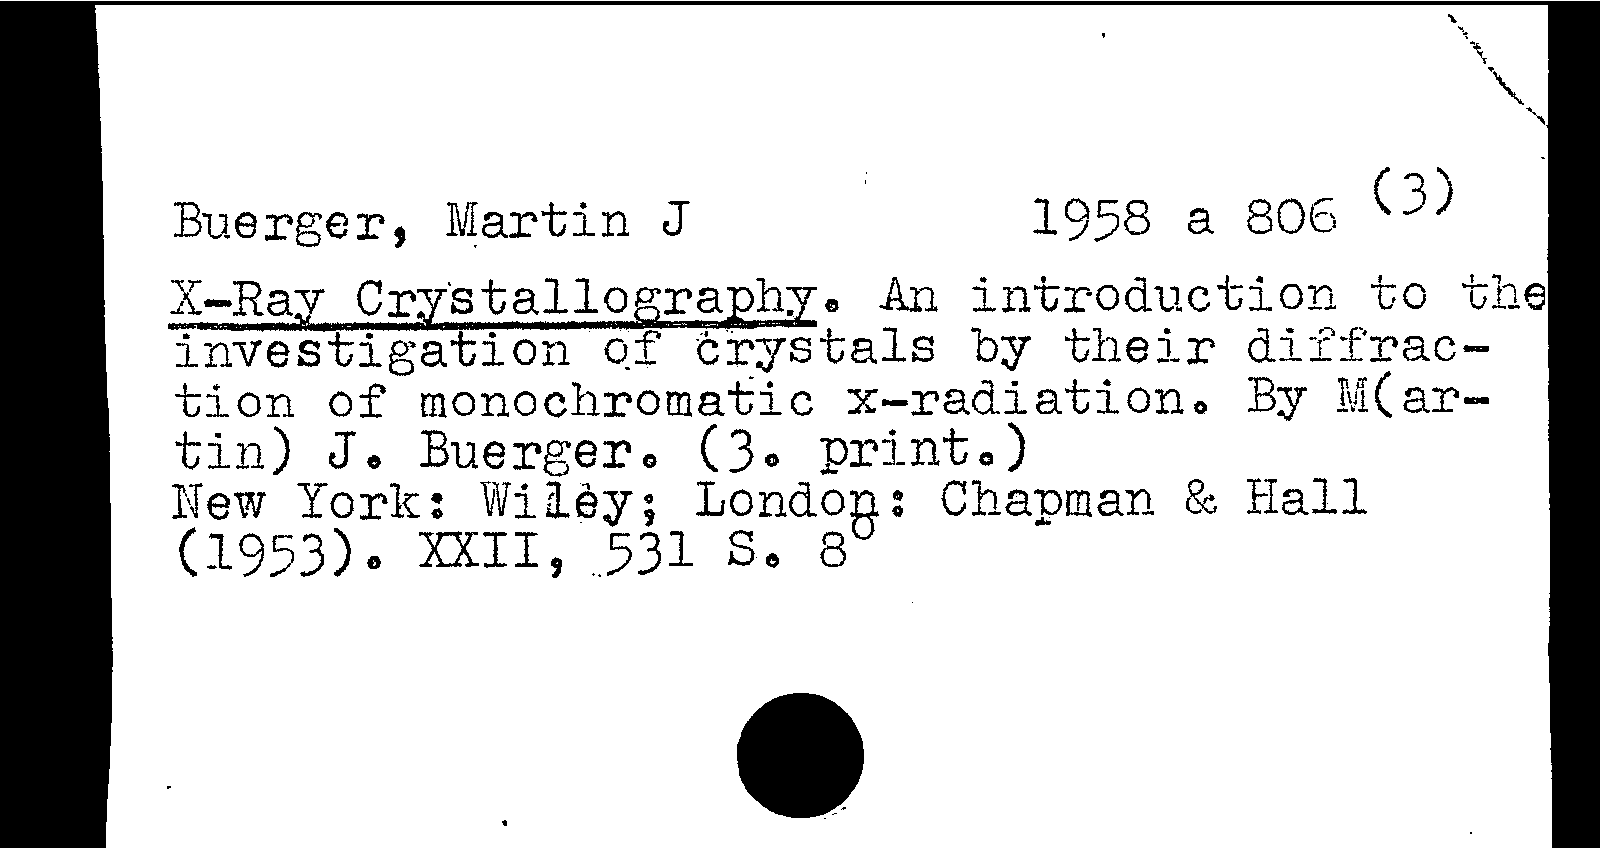 Buerger, Martin J 1958 a 806 (3)
X-Ray Crystallography. An introduction to the
investigation of crystals by their diffrac-
tion of monochromatic x-radiation. By M(ar-
tin) J. Buerger. (3. print.)
New York: Wiley; London: Chapman & Hall
(1953). XXII, 531 S. 8⁰